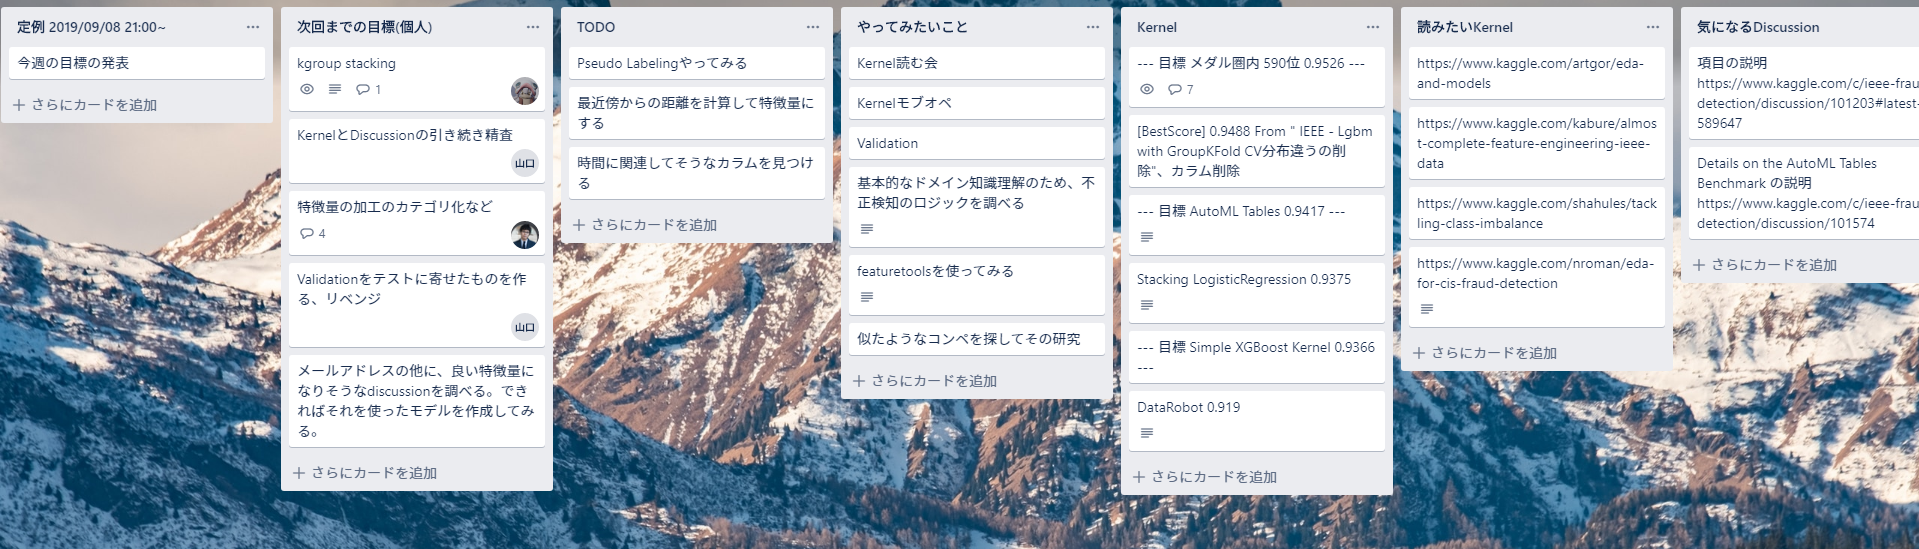 定例 2019/09/08 21:00~
今週の目標の発表
さらにカードを追加
次回までの目標(個人)
kgroup stacking
1
KernelとDiscussionの引き続き精査
山口
特徴量の加工のカテゴリ化など
4
Validationをテストに寄せたものを作
る、リベンジ
山口
メールアドレスの他に、良い特徴量に
なりそうなdiscussionを調べる。でき
ればそれを使ったモデルを作成してみ
る。
さらにカードを追加
TODO
Pseudo Labelingやってみる
最近傍からの距離を計算して特徴量に
する
時間に関連してそうなカラムを見つけ
る
さらにカードを追加
やってみたいこと
Kernel読む会
Kernelモブオペ
Validation
基本的なドメイン知識理解のため、不
正検知のロジックを調べる
featuretoolsを使ってみる
似たようなコンペを探してその研究
さらにカードを追加
Kernel
--- 目標 メダル圏内 590位 0.9526 ---
7
[BestScore] 0.9488 From " IEEE - Lgbm
with GroupKFold CV分布違うの削
除"、カラム削除
--- 目標 AutoML Tables 0.9417 ---
Stacking LogisticRegression 0.9375
--- 目標 Simple XGBoost Kernel 0.9366
---
DataRobot 0.919
さらにカードを追加
読みたいKernel
https://www.kaggle.com/artgor/eda-
and-models
https://www.kaggle.com/kabure/almos
t-complete-feature-engineering-ieee-
data
https://www.kaggle.com/shahules/tack
ling-class-imbalance
https://www.kaggle.com/nroman/eda-
for-cis-fraud-detection
さらにカードを追加
気になるDiscussion
項目の説明
https://www.kaggle.com/c/ieee-frau
detection/discussion/101203#latest-
589647
Details on the AutoML Tables
Benchmark の説明
https://www.kaggle.com/c/ieee-frau
detection/discussion/101574
さらにカードを追加